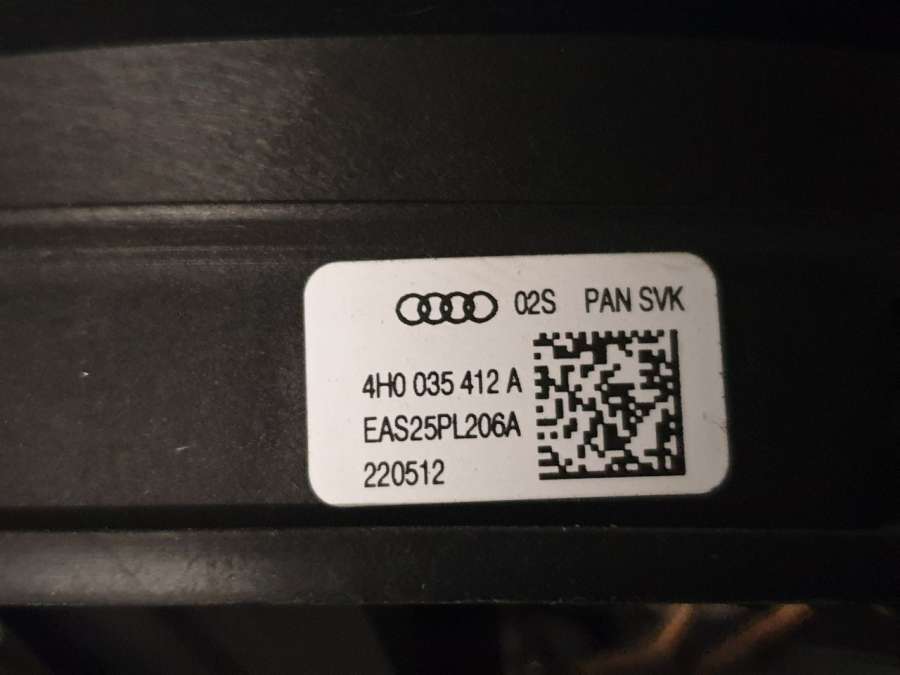 02S PAN SVK
4H0 035 412 A
EAS25PL206A
220512